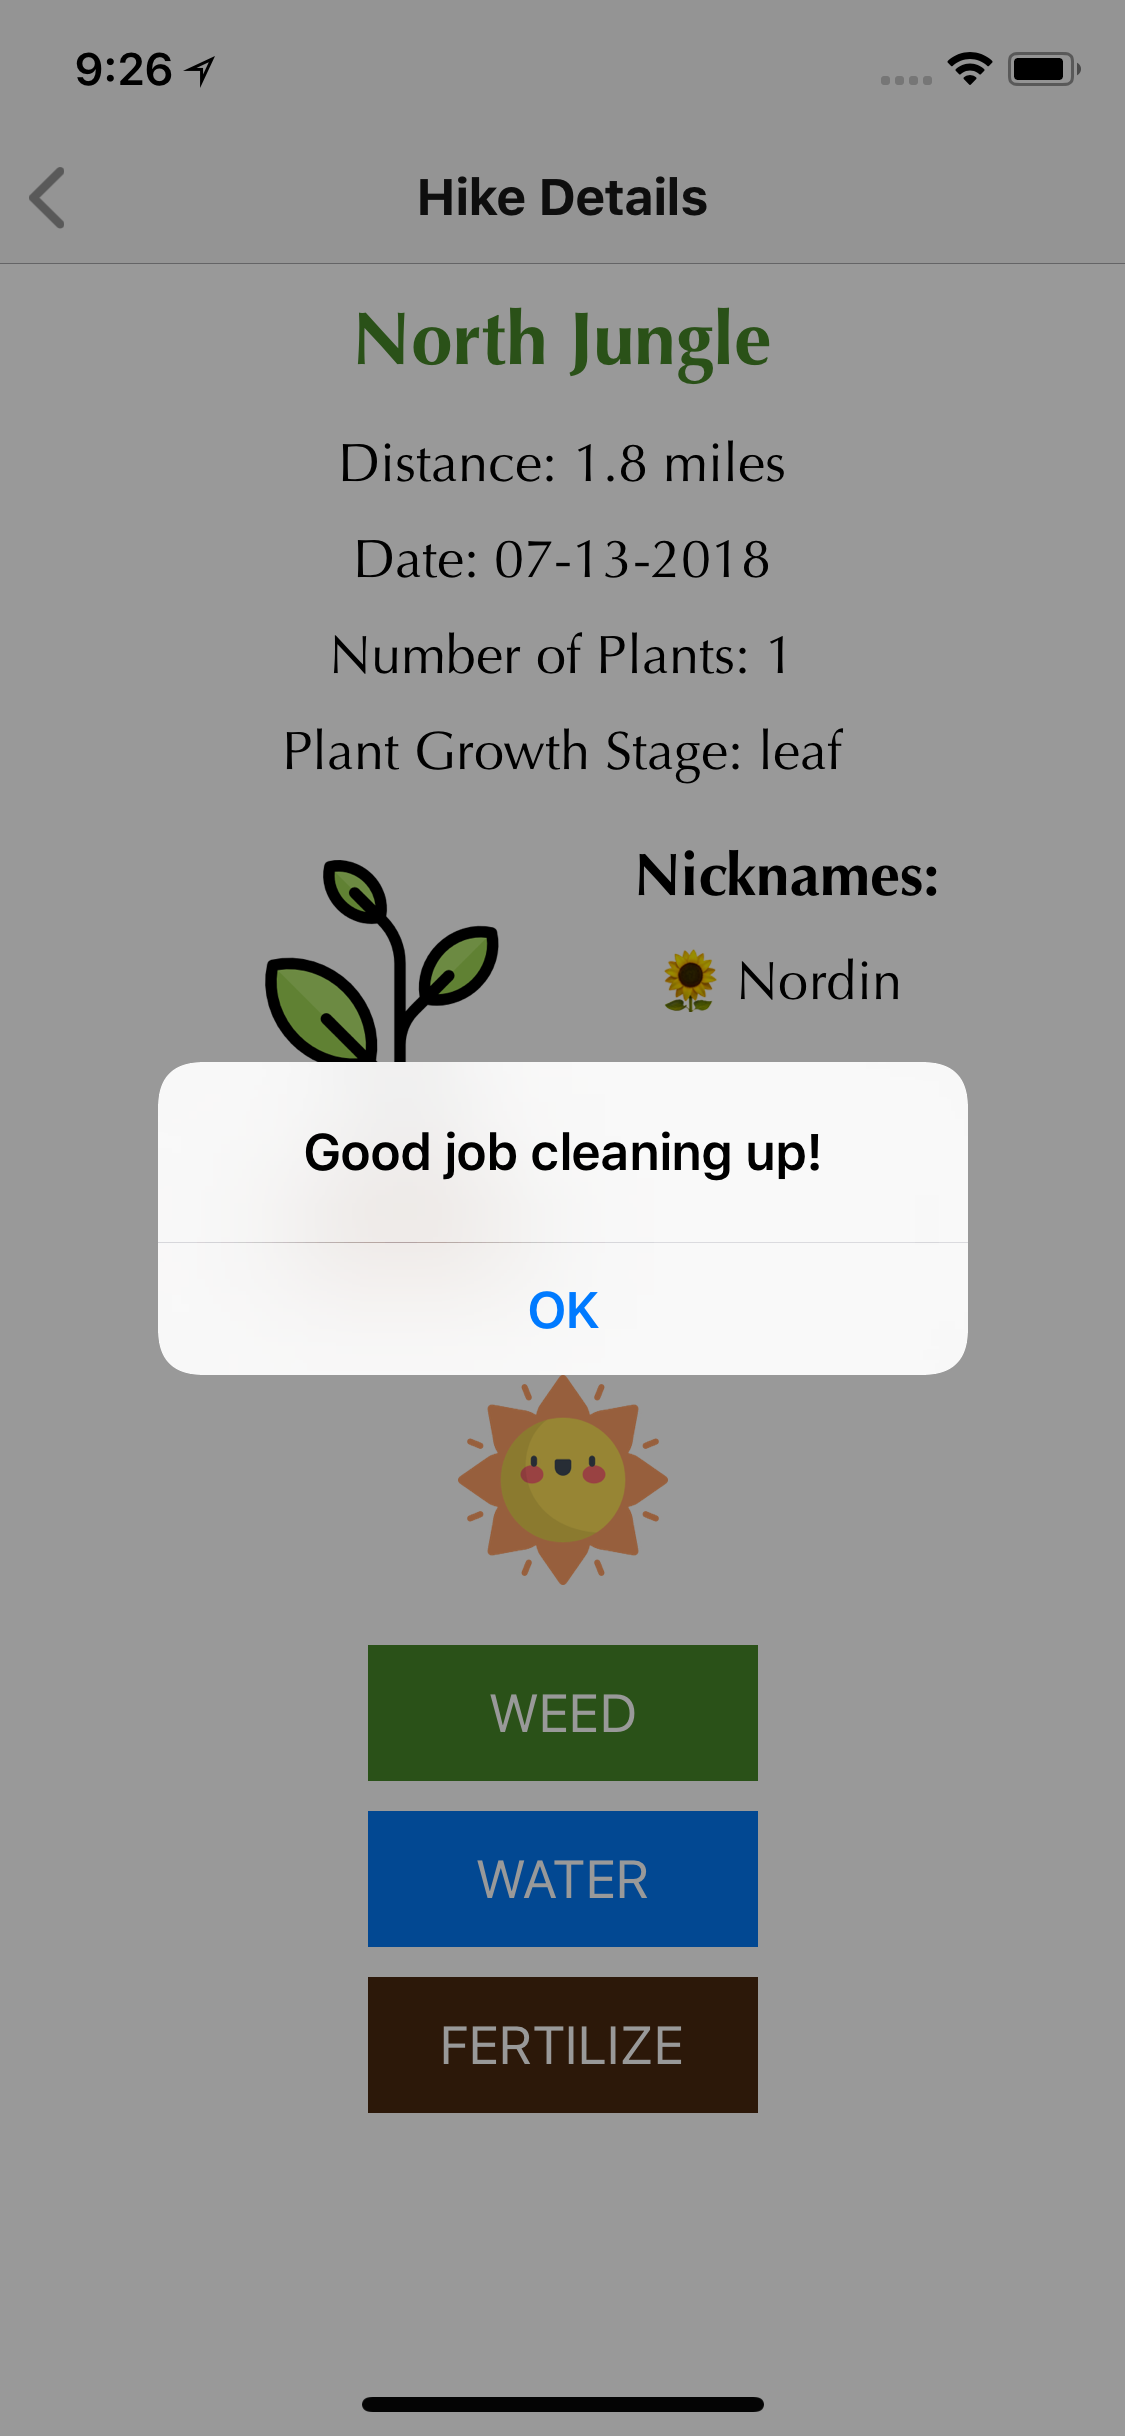 9:26
Hike Details
North Jungle
Distance: 1.8 miles
Date: 07-13-2018
Number of Plants: 1
Plant Growth Stage: leaf
Nicknames:
🌻 Nordin
Good job cleaning up!
OK
WEED
WATER
FERTILIZE